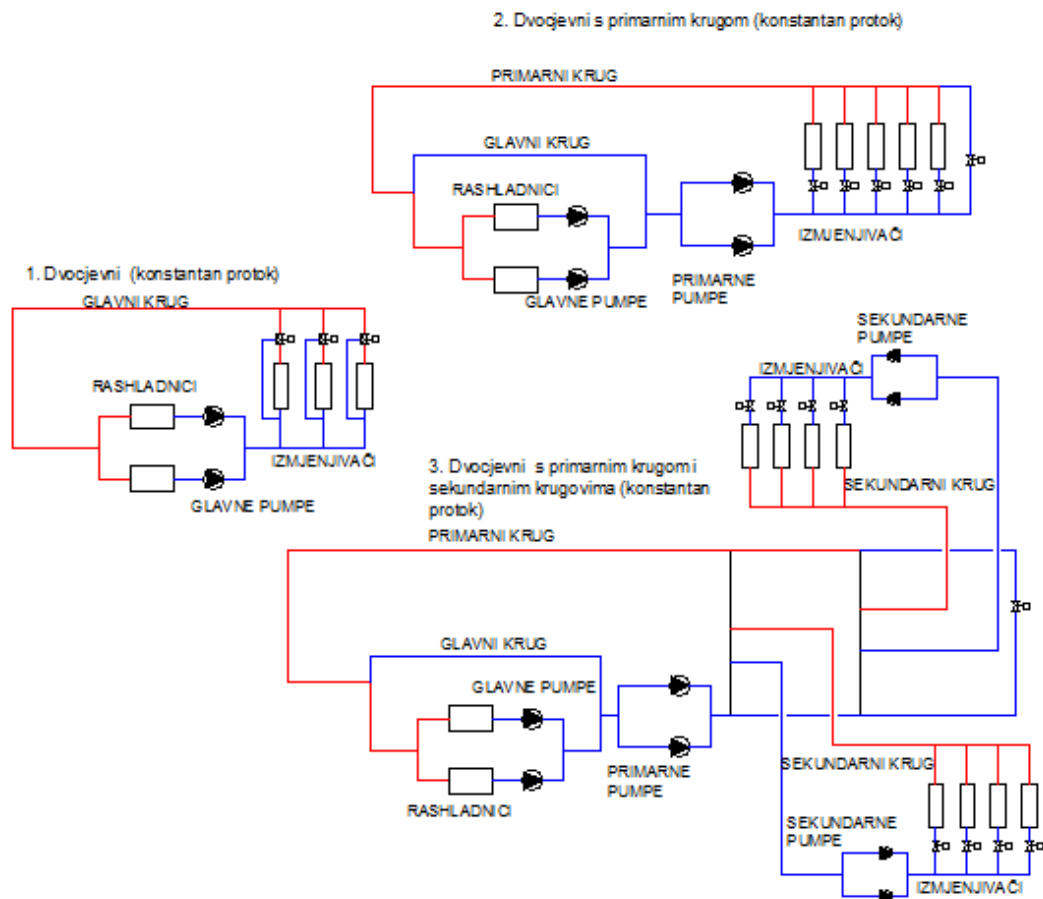 2. Dvocjevni s primarnim krugom (konstantan protok)
PRIMARNI KRUG
GLAVNI KRUG
RASHLADNICI
IZMJENJIVAČI
GLAVNE PUMPE
PRIMARNE
PUMPE
1. Dvocjevni (konstantan protok)
GLAVNI KRUG
RASHLADNICI
IZMJENJIVAČI
GLAVNE PUMPE
SEKUNDARNE
PUMPE
IZMJENJIVAČI
SEKUNDARNI KRUG
3. Dvocjevni s primarnim krugom i
sekundarnim krugovima (konstantan
protok)
PRIMARNI KRUG
GLAVNI KRUG
GLAVNE PUMPE
PRIMARNE
PUMPE
RASHLADNICI
SEKUNDARNI KRUG
SEKUNDARNE
PUMPE
IZMJENJIVAČI